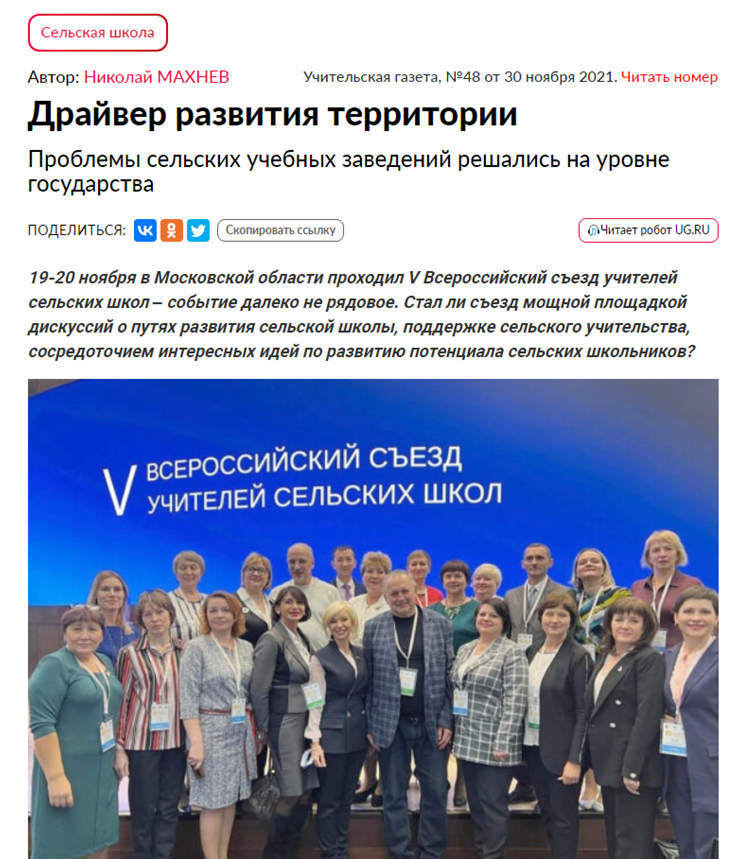 Сельская школа
Автор: Николай МАХНЕВ
Учительская газета, №48 от 30 ноября 2021. Читать номер
Драйвер развития территории
Проблемы сельских учебных заведений решались на уровне
государства
ПОДЕЛИТЬСЯ:
Скопировать ссылку
Читает робот UG.RU
19-20 ноября в Московской области проходил V Всероссийский съезд учителей
сельских школ – событие далеко не рядовое. Стал ли съезд мощной площадкой
дискуссий о путях развития сельской школы, поддержке сельского учительства,
сосредоточием интересных идей по развитию потенциала сельских школьников?
V ВСЕРОССИЙСКИЙ СЪЕЗД
УЧИТЕЛЕЙ СЕЛЬСКИХ ШКОЛ